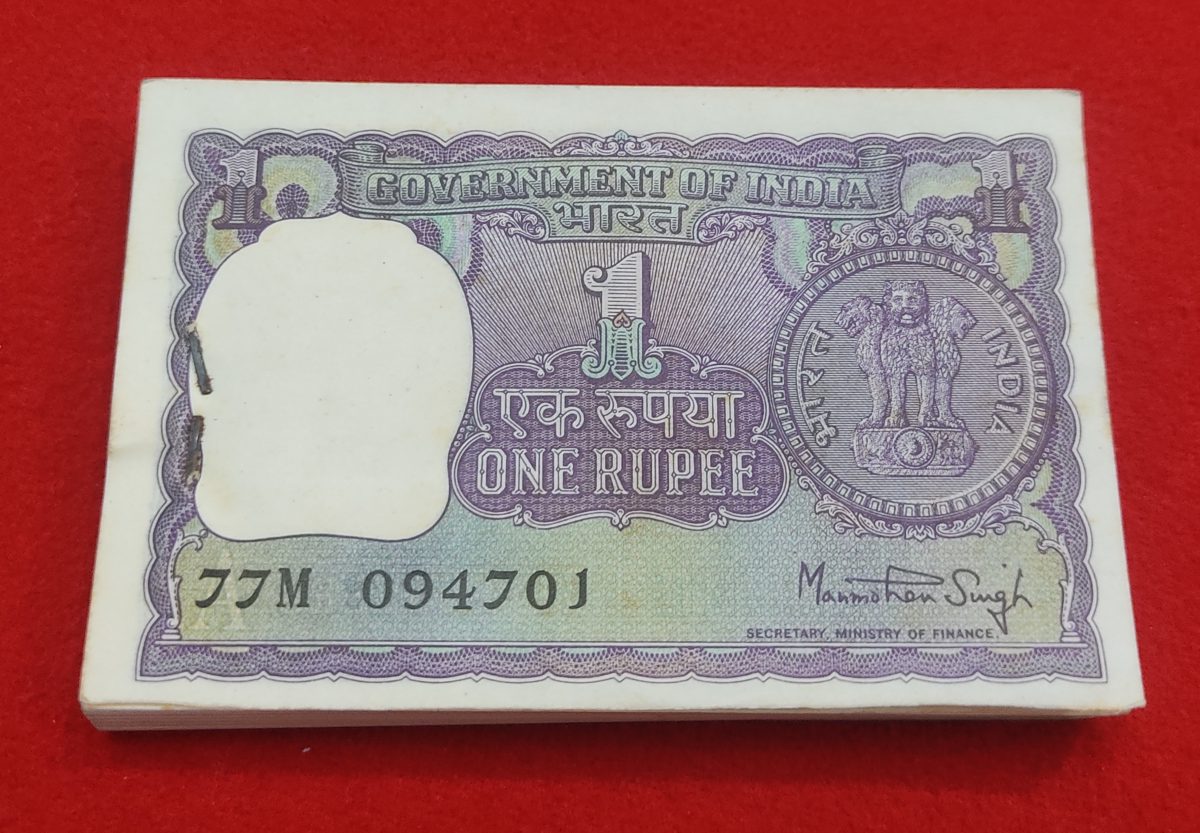 1 1
GOVERNMENT OF INDIA
भारत
1
एक रूपया
ONE RUPEE
भारत INDIA
A
77M 094701
Manmohan Singh
SECRETARY, MINISTRY OF FINANCE.